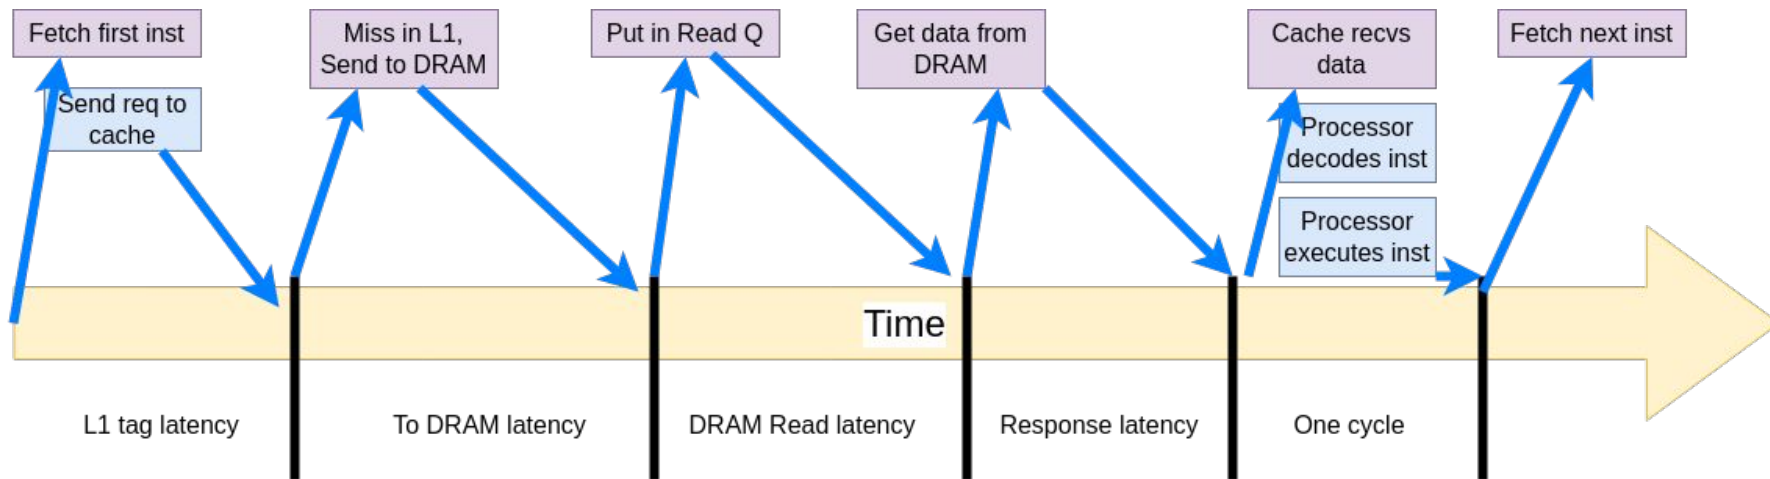 Fetch first inst
Send req to
cache
Miss in L1,
Send to DRAM
Put in Read Q
Get data from
DRAM
Cache recvs
data
Processor
decodes inst
Processor
executes inst
Fetch next inst
Time
L1 tag latency
To DRAM latency
DRAM Read latency
Response latency
One cycle